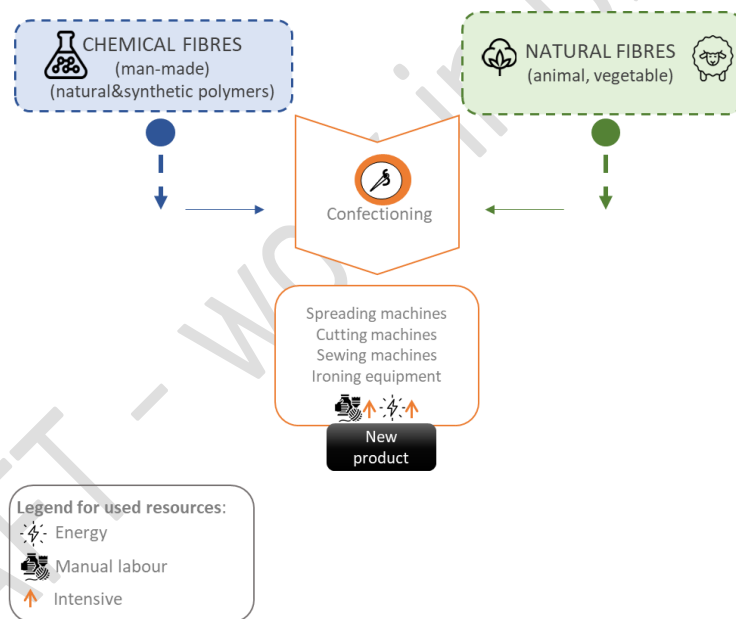 CHEMICAL FIBRES
(man-made)
(natural&synthetic polymers)
NATURAL FIBRES
(animal, vegetable)
Confectioning
Spreading machines
Cutting machines
Sewing machines
Ironing equipment
New
product
Legend for used resources:
Energy
Manual labour
Intensive